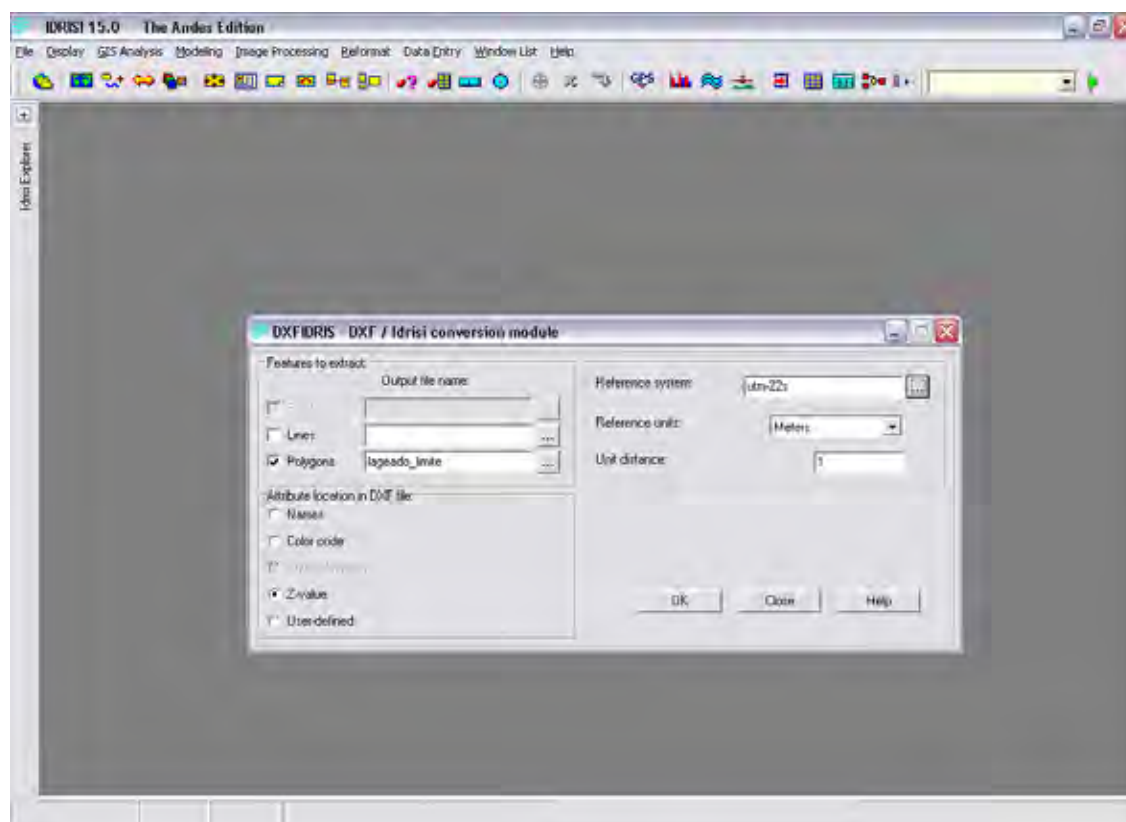 IDRISI 15.0 The Andes Edition
File Display GIS Analysis Modeling Image Processing Reformat Data Entry Window List Help
GPS
Idrisi Explorer
DXFIDRIS - DXF / Idrisi conversion module
Features to extract:
Output file name:
Lines
Polygons lageado_limite
Attribute location in DXF file:
Names
Color code
Z-value
User-defined
Reference system: utm-22s
Reference units: Meters
Unit distance: 1
OK Close Help